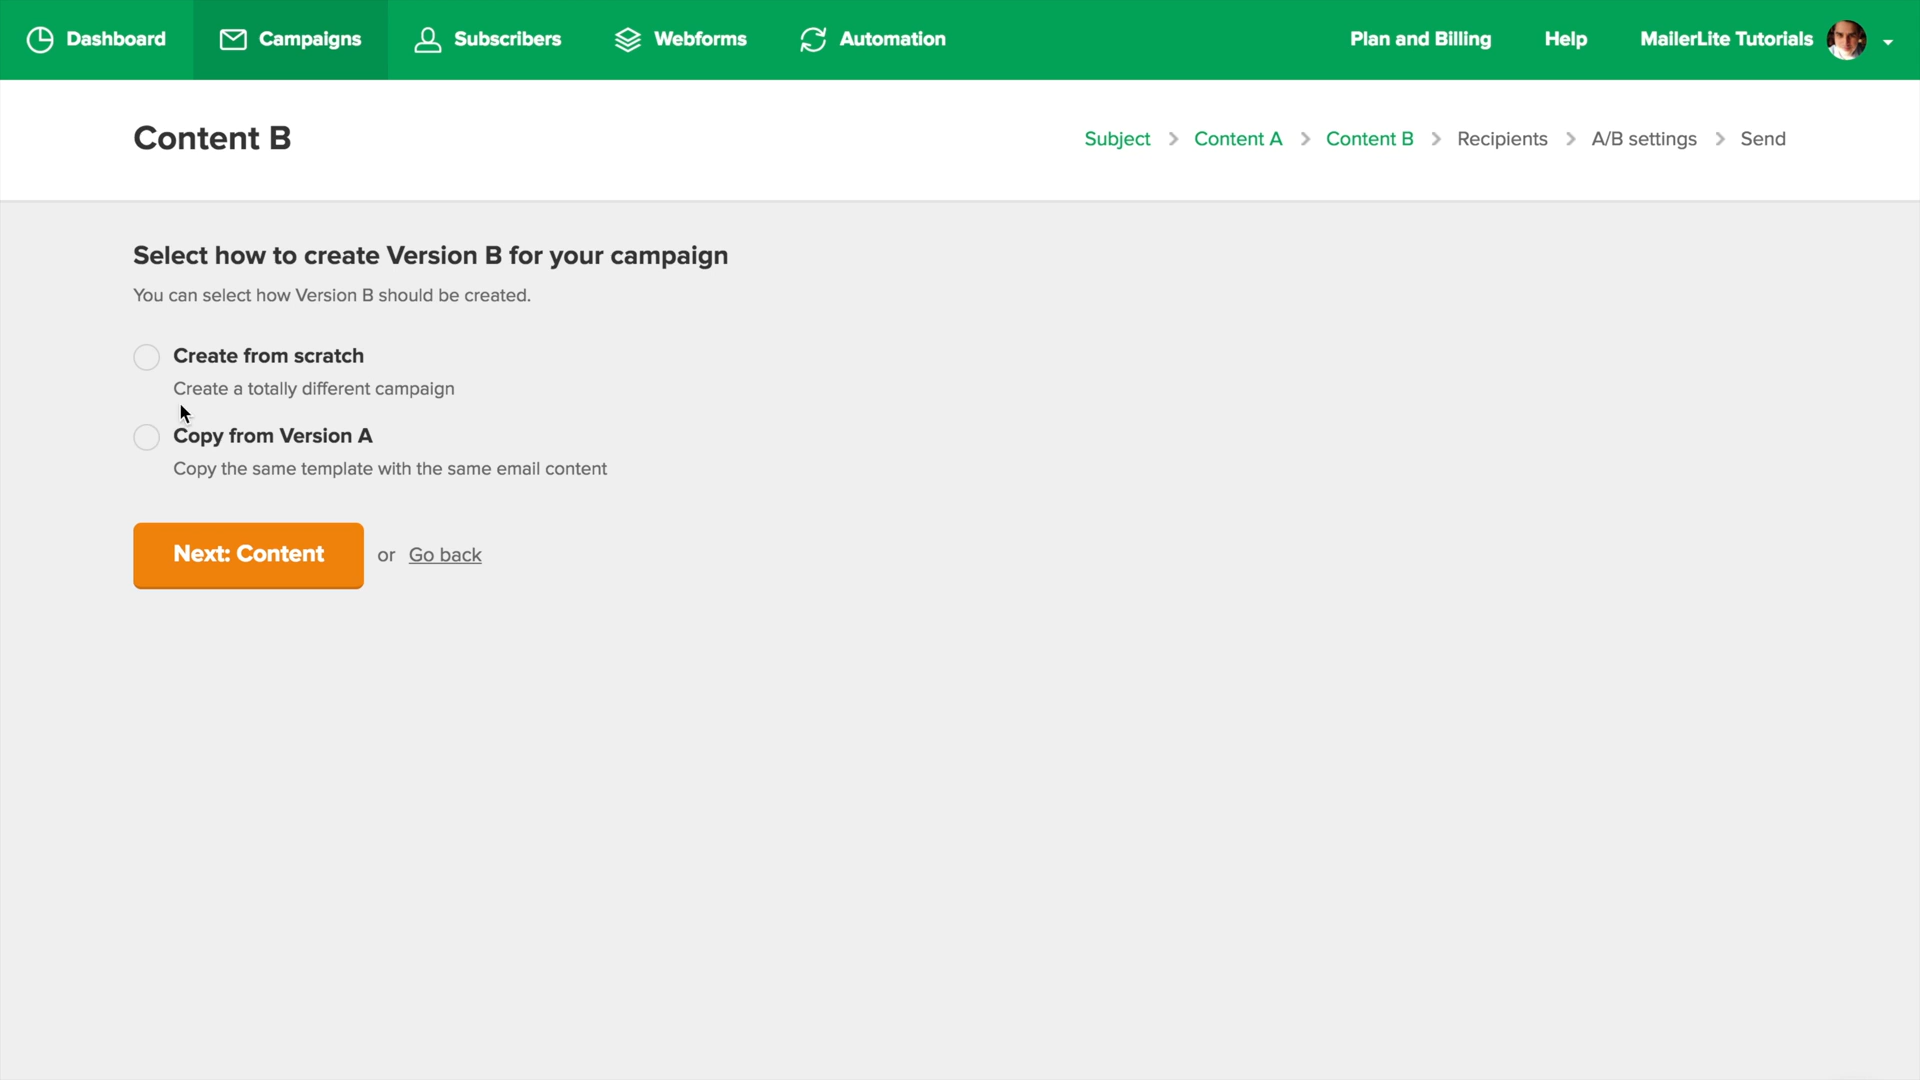 Dashboard Campaigns Subscribers Webforms Automation Plan and Billing Help MailerLite Tutorials
Content B
Subject Content A Content B Recipients A/B settings Send
Select how to create Version B for your campaign
You can select how Version B should be created.
Create from scratch
Create a totally different campaign
Copy from Version A
Copy the same template with the same email content
Next: Content or Go back